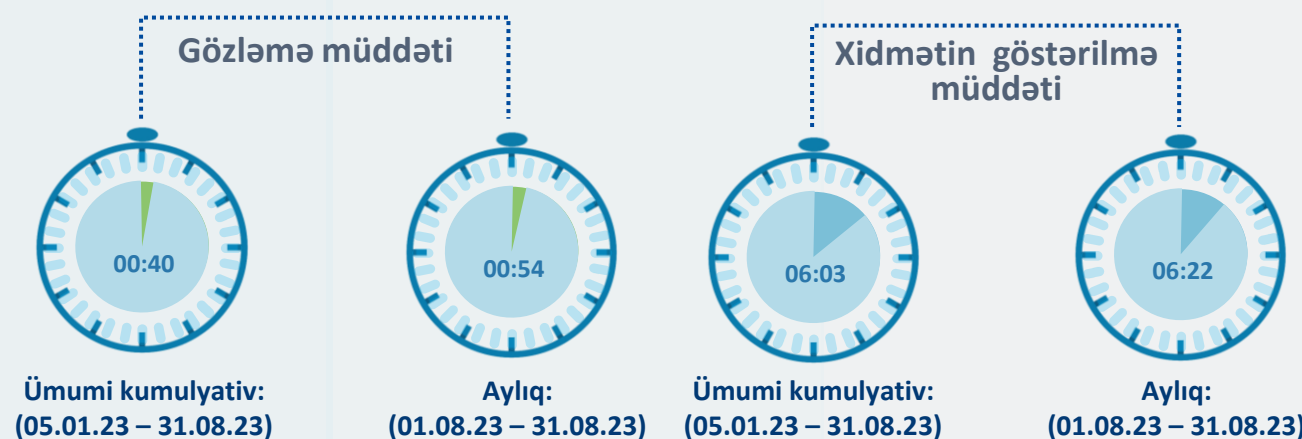 Gözləmə müddəti
Xidmətin göstərilmə
müddəti
00:40
00:54
06:03
06:22
Ümumi kumulyativ:
(05.01.23 – 31.08.23)
Aylıq:
(01.08.23 – 31.08.23)
Ümumi kumulyativ:
(05.01.23 – 31.08.23)
Aylıq:
(01.08.23 – 31.08.23)